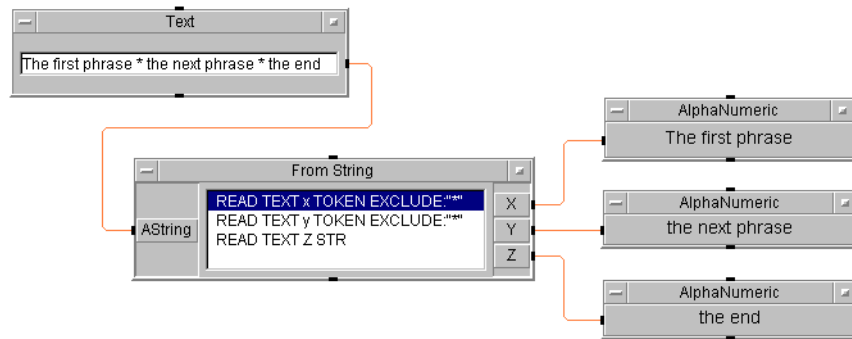 Text
The first phrase * the next phrase * the end
AlphaNumeric
The first phrase
From String
READ TEXT x TOKEN EXCLUDE:"*"
READ TEXT y TOKEN EXCLUDE:"*"
READ TEXT Z STR
AString
X
Y
Z
AlphaNumeric
the next phrase
AlphaNumeric
the end